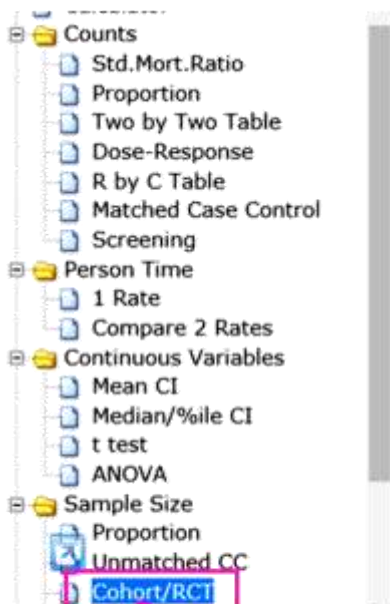 Counts
Std.Mort.Ratio
Proportion
Two by Two Table
Dose-Response
R by C Table
Matched Case Control
Screening
Person Time
1 Rate
Compare 2 Rates
Continuous Variables
Mean CI
Median/%ile CI
t test
ANOVA
Sample Size
Proportion
Unmatched CC
Cohort/RCT